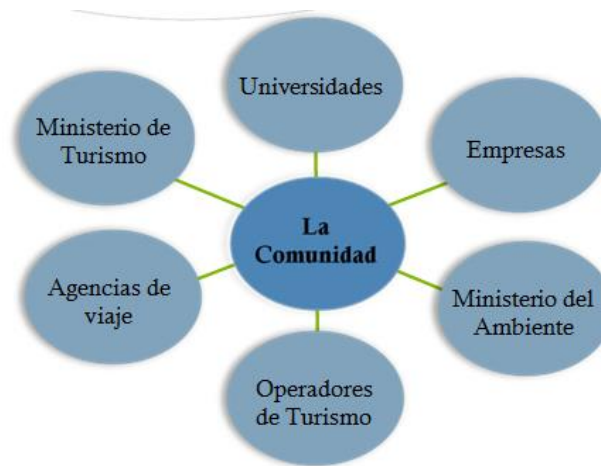 Universidades
Ministerio de
Turismo
Empresas
La
Comunidad
Agencias de
viaje
Ministerio del
Ambiente
Operadores
de Turismo